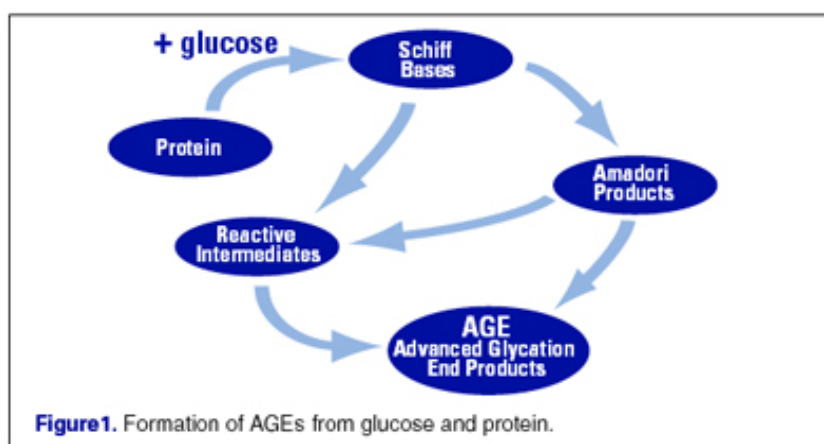 + glucose
Schiff
Bases
Protein
Amadori
Products
Reactive
Intermediates
AGE
Advanced Glycation
End Products
Figure1. Formation of AGEs from glucose and protein.